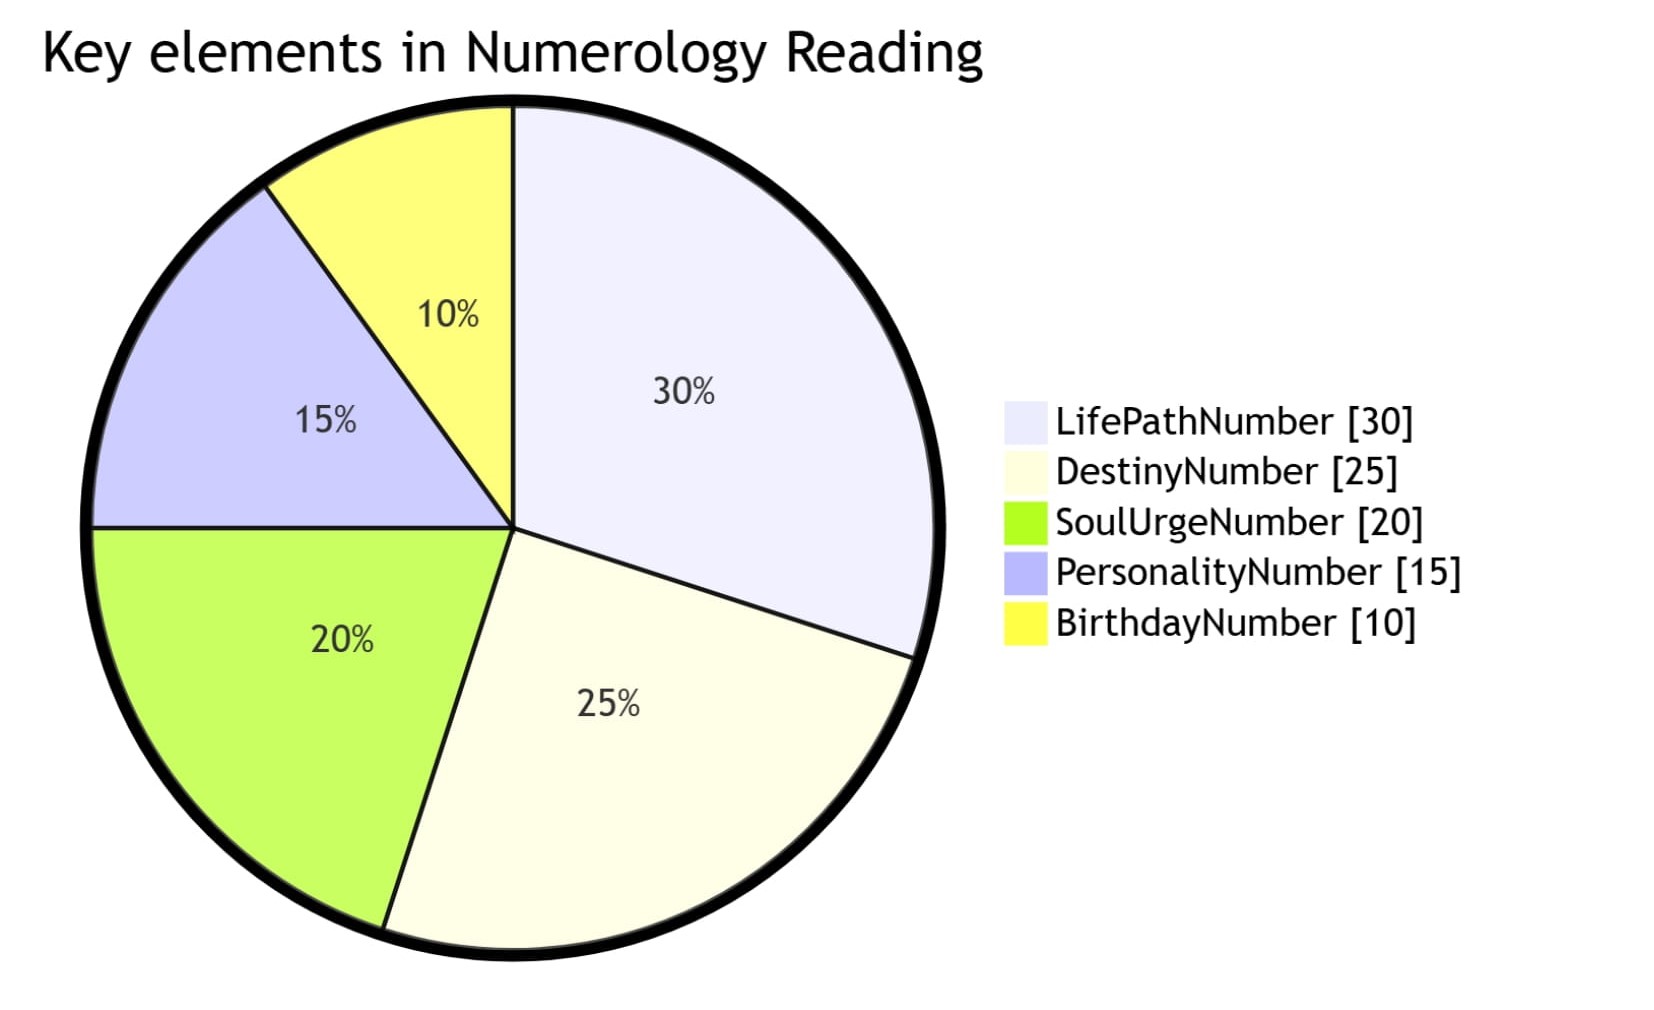 Key elements in Numerology Reading
10%
30%
15%
20%
25%
LifePathNumber [30]
DestinyNumber [25]
SoulUrgeNumber [20]
PersonalityNumber [15]
BirthdayNumber [10]